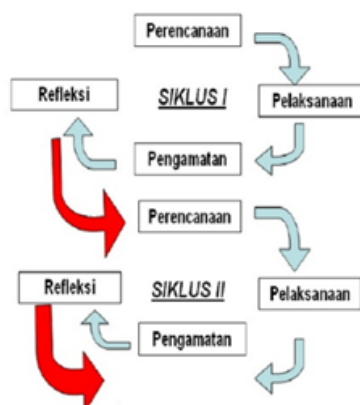 Perencanaan
Refleksi
SIKLUS I
Pelaksanaan
Pengamatan
Perencanaan
Refleksi
SIKLUS II
Pelaksanaan
Pengamatan